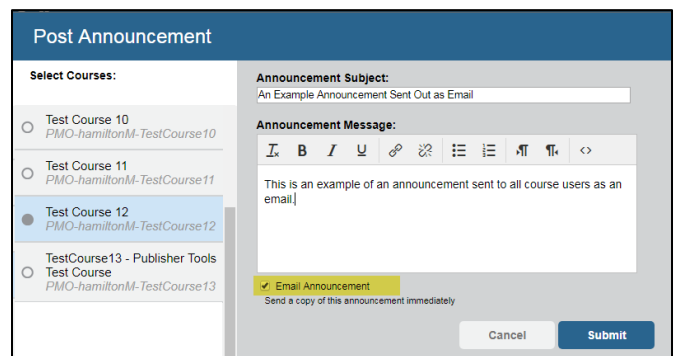 Post Announcement
Select Courses:
Test Course 10
PMO-hamiltonM-TestCourse10
Test Course 11
PMO-hamiltonM-TestCourse11
Test Course 12
PMO-hamiltonM-TestCourse12
TestCourse13 - Publisher Tools
Test Course
PMO-hamiltonM-TestCourse13
Announcement Subject:
An Example Announcement Sent Out as Email
Announcement Message:
This is an example of an announcement sent to all course users as an
email.
Email Announcement
Send a copy of this announcement immediately
Cancel Submit